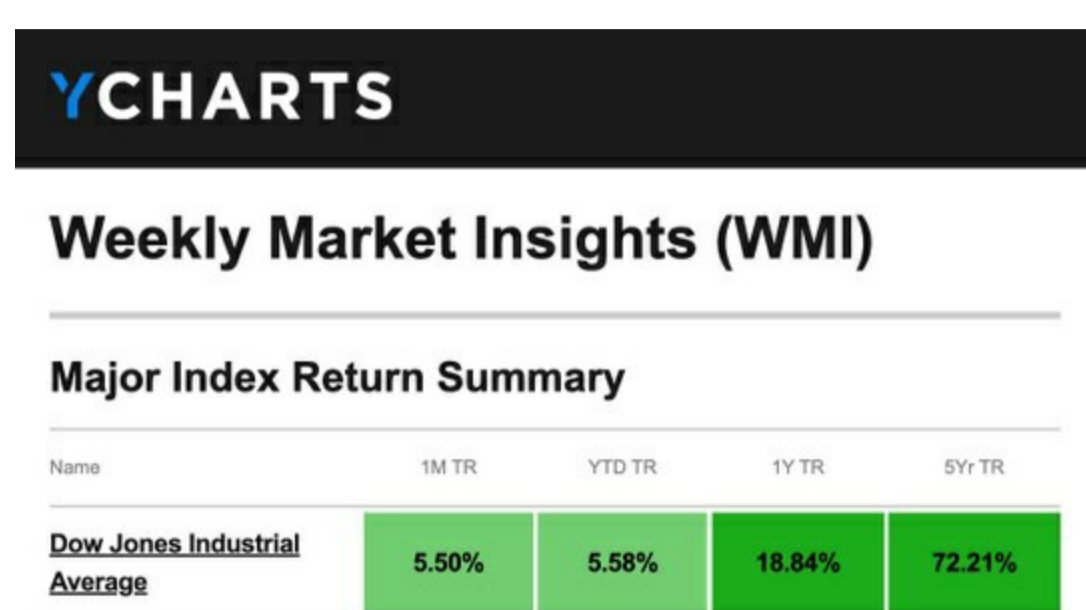 YCHARTS
Weekly Market Insights (WMI)
Major Index Return Summary
Name 1M TR YTD TR 1Y TR 5Yr TR
Dow Jones Industrial
Average 5.50% 5.58% 18.84% 72.21%